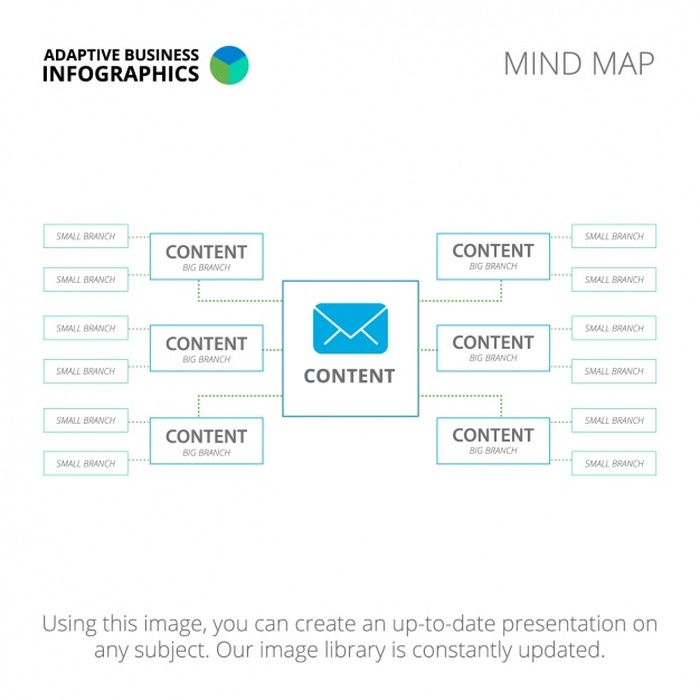 ADAPTIVE BUSINESS
INFOGRAPHICS
MIND MAP
SMALL BRANCH
SMALL BRANCH
CONTENT
BIG BRANCH
SMALL BRANCH
SMALL BRANCH
CONTENT
BIG BRANCH
SMALL BRANCH
SMALL BRANCH
CONTENT
BIG BRANCH
CONTENT
CONTENT
BIG BRANCH
SMALL BRANCH
SMALL BRANCH
CONTENT
BIG BRANCH
SMALL BRANCH
SMALL BRANCH
CONTENT
BIG BRANCH
SMALL BRANCH
SMALL BRANCH
Using this image, you can create an up-to-date presentation on
any subject. Our image library is constantly updated.